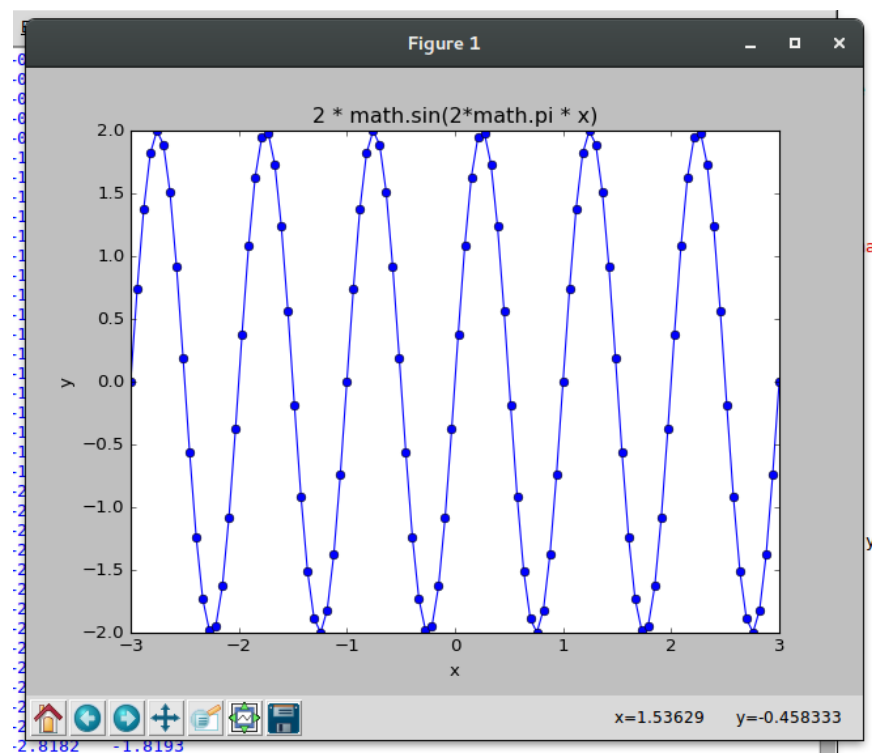 Figure 1
2 * math.sin(2*math.pi * x)
2.0
1.5
1.0
0.5
0.0
−0.5
−1.0
−1.5
−2.0
y
−3 −2 −1 0 1 2 3
x
x=1.53629 y=-0.458333
-2.8182 -1.8193